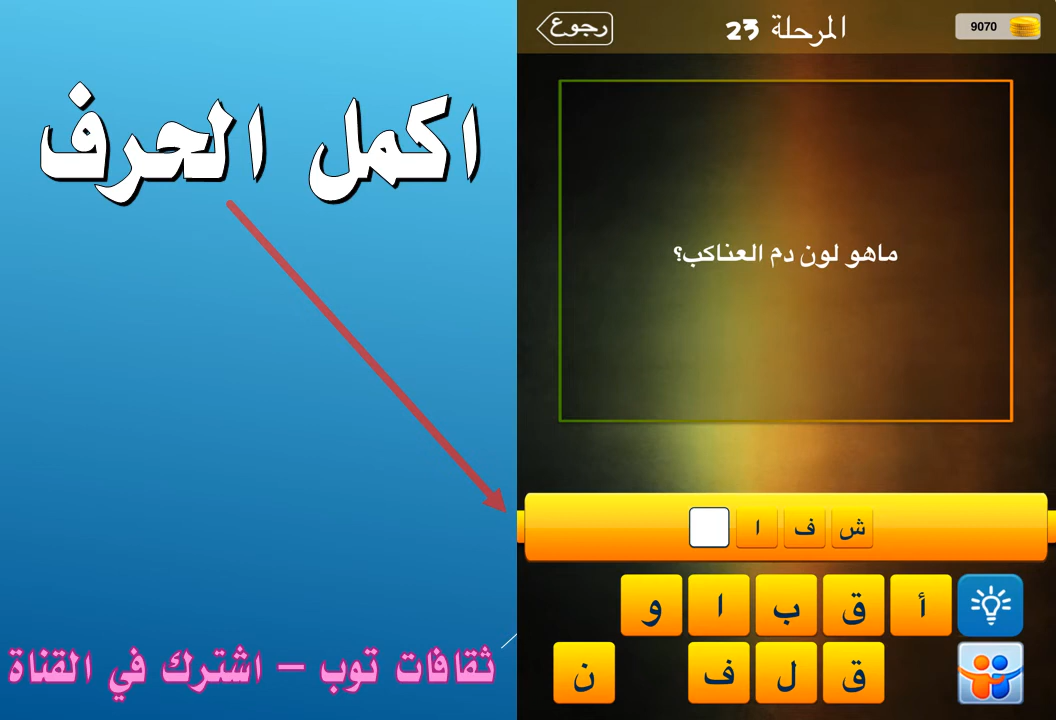 اكمل الحرف
ثقافات توب – اشترك في القناة
رجوع
المرحلة 23
9070
ماهو لون دم العناكب؟
ش ف ا
أ ق ب ا و
ق ل ف ن